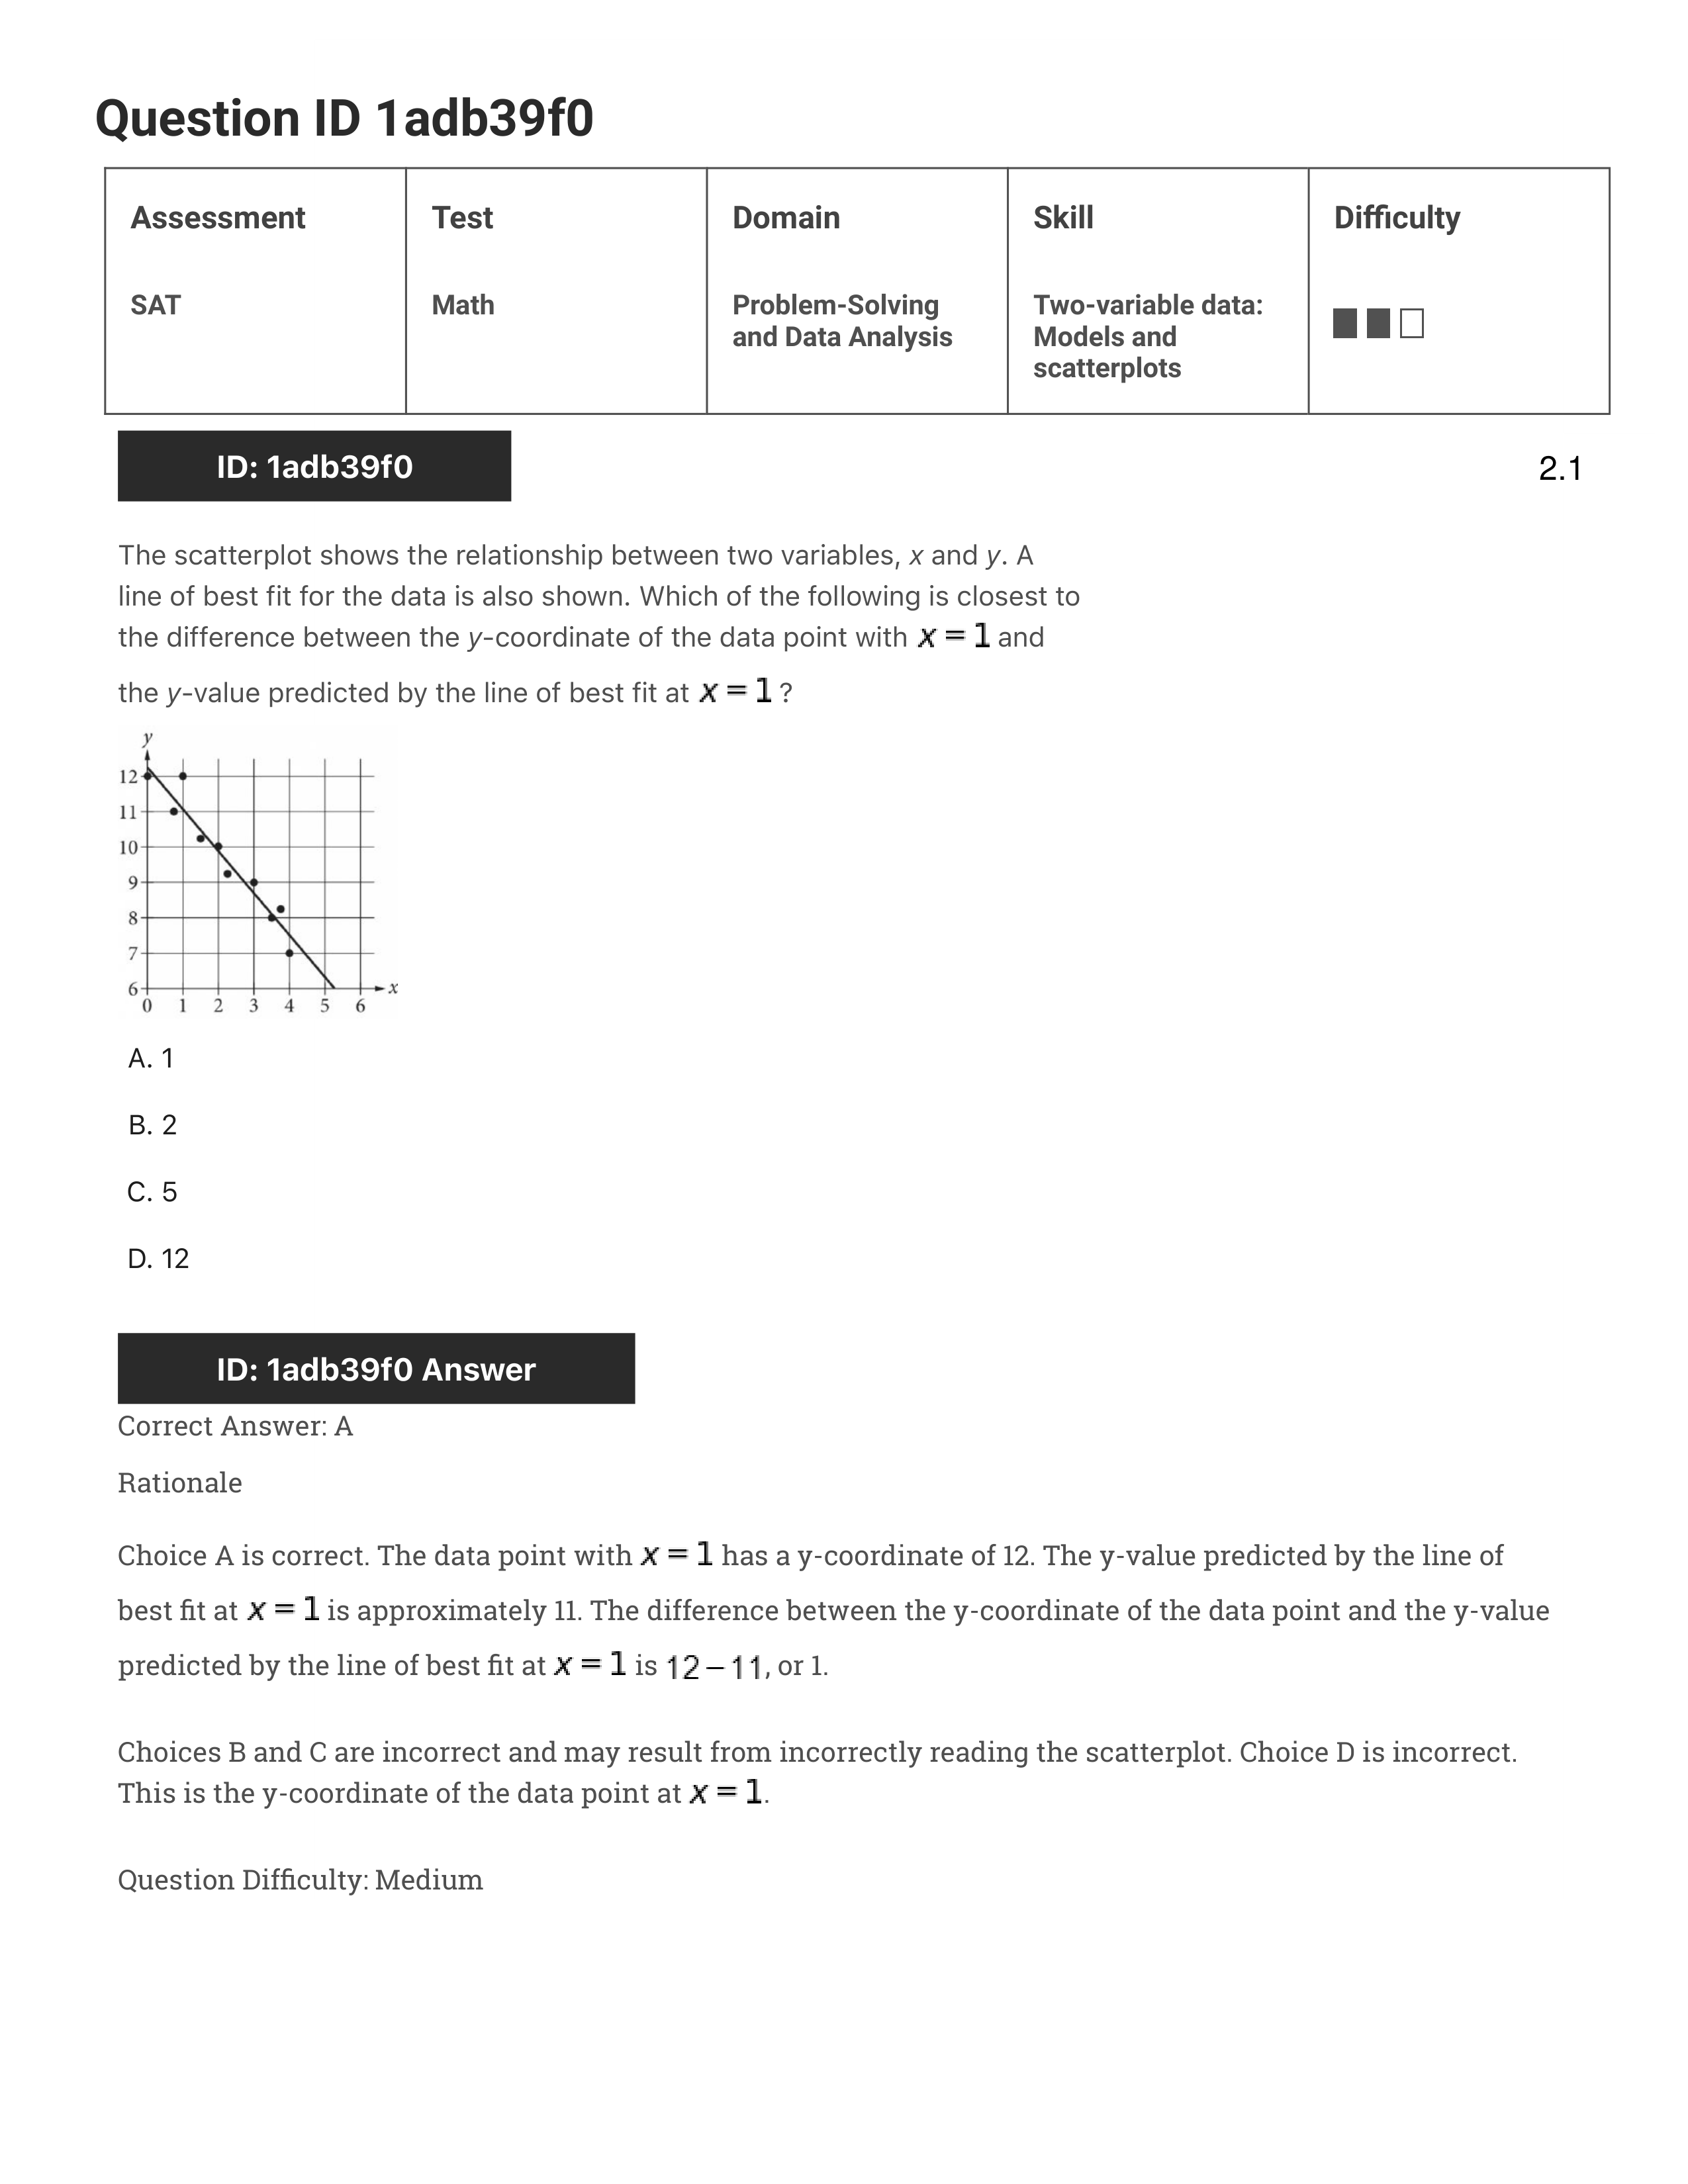 Question ID 1adb39f0
Assessment
Test
Domain
Skill
Difficulty
SAT
Math
Problem-Solving
and Data Analysis
Two-variable data:
Models and
scatterplots
ID: 1adb39f0
2.1
The scatterplot shows the relationship between two variables, x and y. A
line of best fit for the data is also shown. Which of the following is closest to
the difference between the y-coordinate of the data point with x = 1 and
the y-value predicted by the line of best fit at x = 1 ?
y
12
11
10
9
8
7
6
x
0 1 2 3 4 5 6
A. 1
B. 2
C. 5
D. 12
ID: 1adb39f0 Answer
Correct Answer: A
Rationale
Choice A is correct. The data point with x = 1 has a y-coordinate of 12. The y-value predicted by the line of
best fit at x = 1 is approximately 11. The difference between the y-coordinate of the data point and the y-value
predicted by the line of best fit at x = 1 is 12 – 11, or 1.
Choices B and C are incorrect and may result from incorrectly reading the scatterplot. Choice D is incorrect.
This is the y-coordinate of the data point at x = 1.
Question Difficulty: Medium